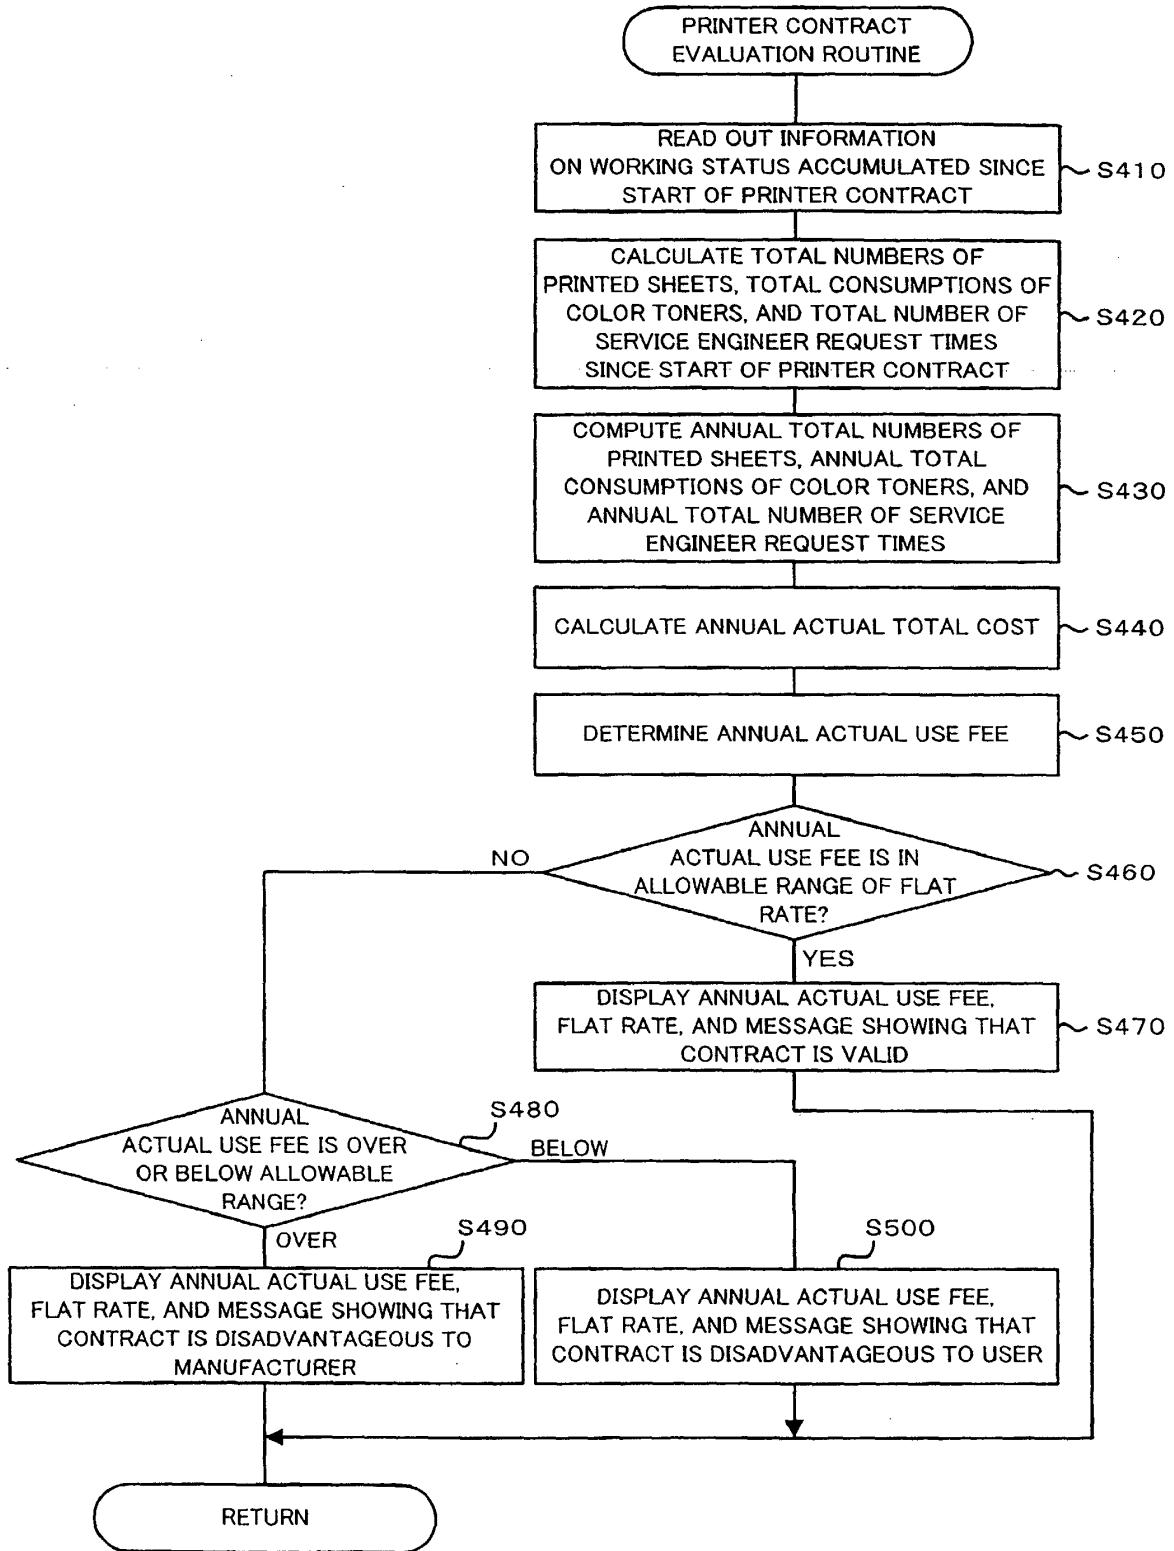 PRINTER CONTRACT
EVALUATION ROUTINE
READ OUT INFORMATION
ON WORKING STATUS ACCUMULATED SINCE
START OF PRINTER CONTRACT
S410
CALCULATE TOTAL NUMBERS OF
PRINTED SHEETS, TOTAL CONSUMPTIONS OF
COLOR TONERS, AND TOTAL NUMBER OF
SERVICE ENGINEER REQUEST TIMES
SINCE START OF PRINTER CONTRACT
S420
COMPUTE ANNUAL TOTAL NUMBERS OF
PRINTED SHEETS, ANNUAL TOTAL
CONSUMPTIONS OF COLOR TONERS, AND
ANNUAL TOTAL NUMBER OF SERVICE
ENGINEER REQUEST TIMES
S430
CALCULATE ANNUAL ACTUAL TOTAL COST
S440
DETERMINE ANNUAL ACTUAL USE FEE
S450
ANNUAL
ACTUAL USE FEE IS IN
ALLOWABLE RANGE OF FLAT
RATE?
S460
NO
YES
DISPLAY ANNUAL ACTUAL USE FEE,
FLAT RATE, AND MESSAGE SHOWING THAT
CONTRACT IS VALID
S470
ANNUAL
ACTUAL USE FEE IS OVER
OR BELOW ALLOWABLE
RANGE?
S480
BELOW
OVER
S490
DISPLAY ANNUAL ACTUAL USE FEE,
FLAT RATE, AND MESSAGE SHOWING THAT
CONTRACT IS DISADVANTAGEOUS TO
MANUFACTURER
S500
DISPLAY ANNUAL ACTUAL USE FEE,
FLAT RATE, AND MESSAGE SHOWING THAT
CONTRACT IS DISADVANTAGEOUS TO USER
RETURN